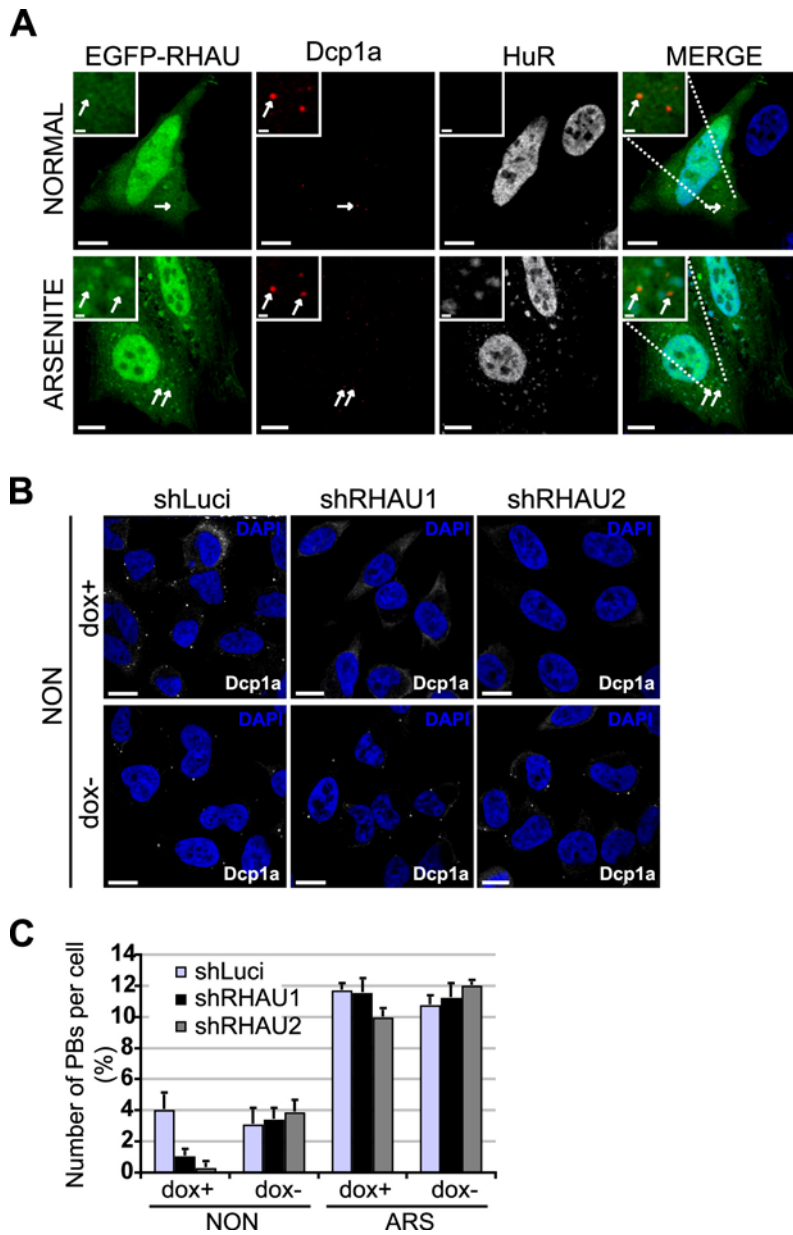 A
EGFP-RHAU Dcp1a HuR MERGE
NORMAL
ARSENITE
B
shLuci shRHAU1 shRHAU2
NON
dox+
DAPI DAPI DAPI
Dcp1a Dcp1a Dcp1a
dox-
DAPI DAPI DAPI
Dcp1a Dcp1a Dcp1a
C
Number of PBs per cell
(%)
14
12
10
8
6
4
2
0
shLuci
shRHAU1
shRHAU2
dox+ dox- dox+ dox-
NON ARS